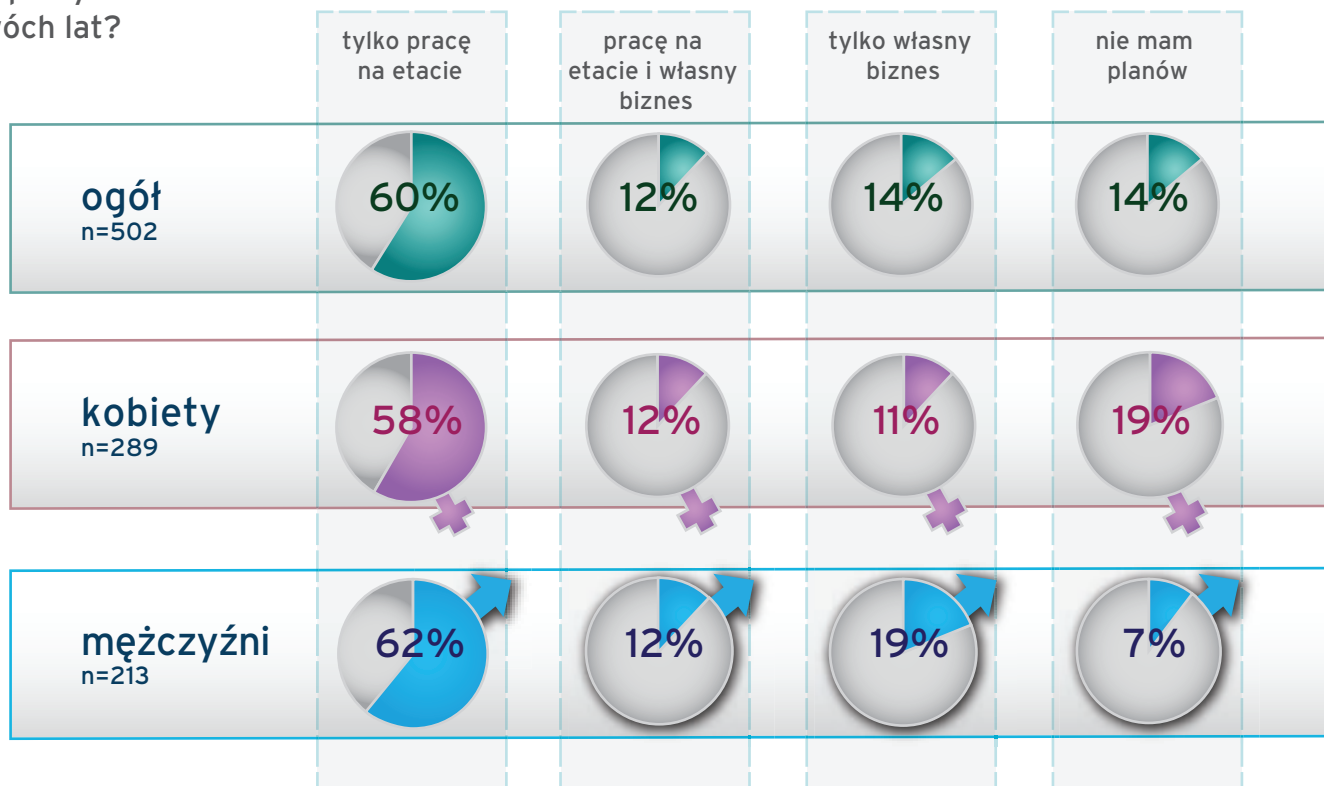 wóch lat?
tylko pracę
na etacie
pracę na
etacie i własny
biznes
tylko własny
biznes
nie mam
planów
ogół
n=502
60%
12%
14%
14%
kobiety
n=289
58%
12%
11%
19%
mężczyźni
n=213
62%
12%
19%
7%